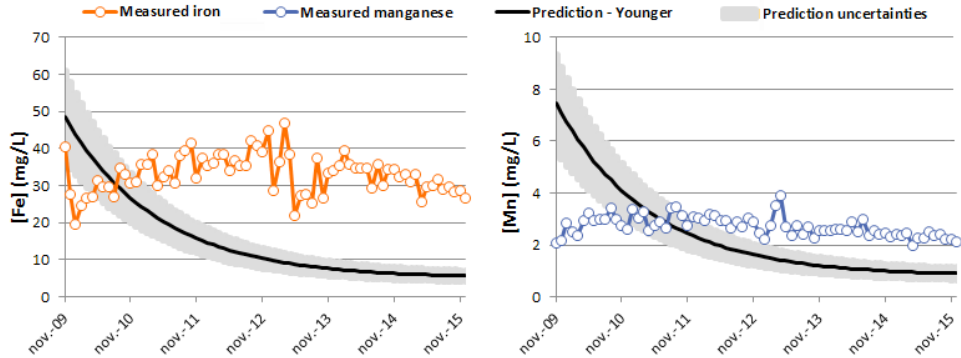 Measured iron
Measured manganese
Prediction - Younger
Prediction uncertainties
[Fe] (mg/L)
70
60
50
40
30
20
10
0
nov.-09
nov.-10
nov.-11
nov.-12
nov.-13
nov.-14
nov.-15
[Mn] (mg/L)
10
8
6
4
2
0
nov.-09
nov.-10
nov.-11
nov.-12
nov.-13
nov.-14
nov.-15